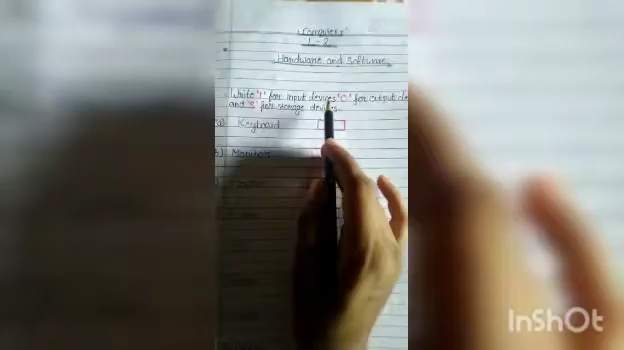 Computers
L-2
Hardware and Software
Write 'I' for input devices 'O' for output de
and 'S' for storage devices.
a) Keyboard
b) Monitor
InShOt